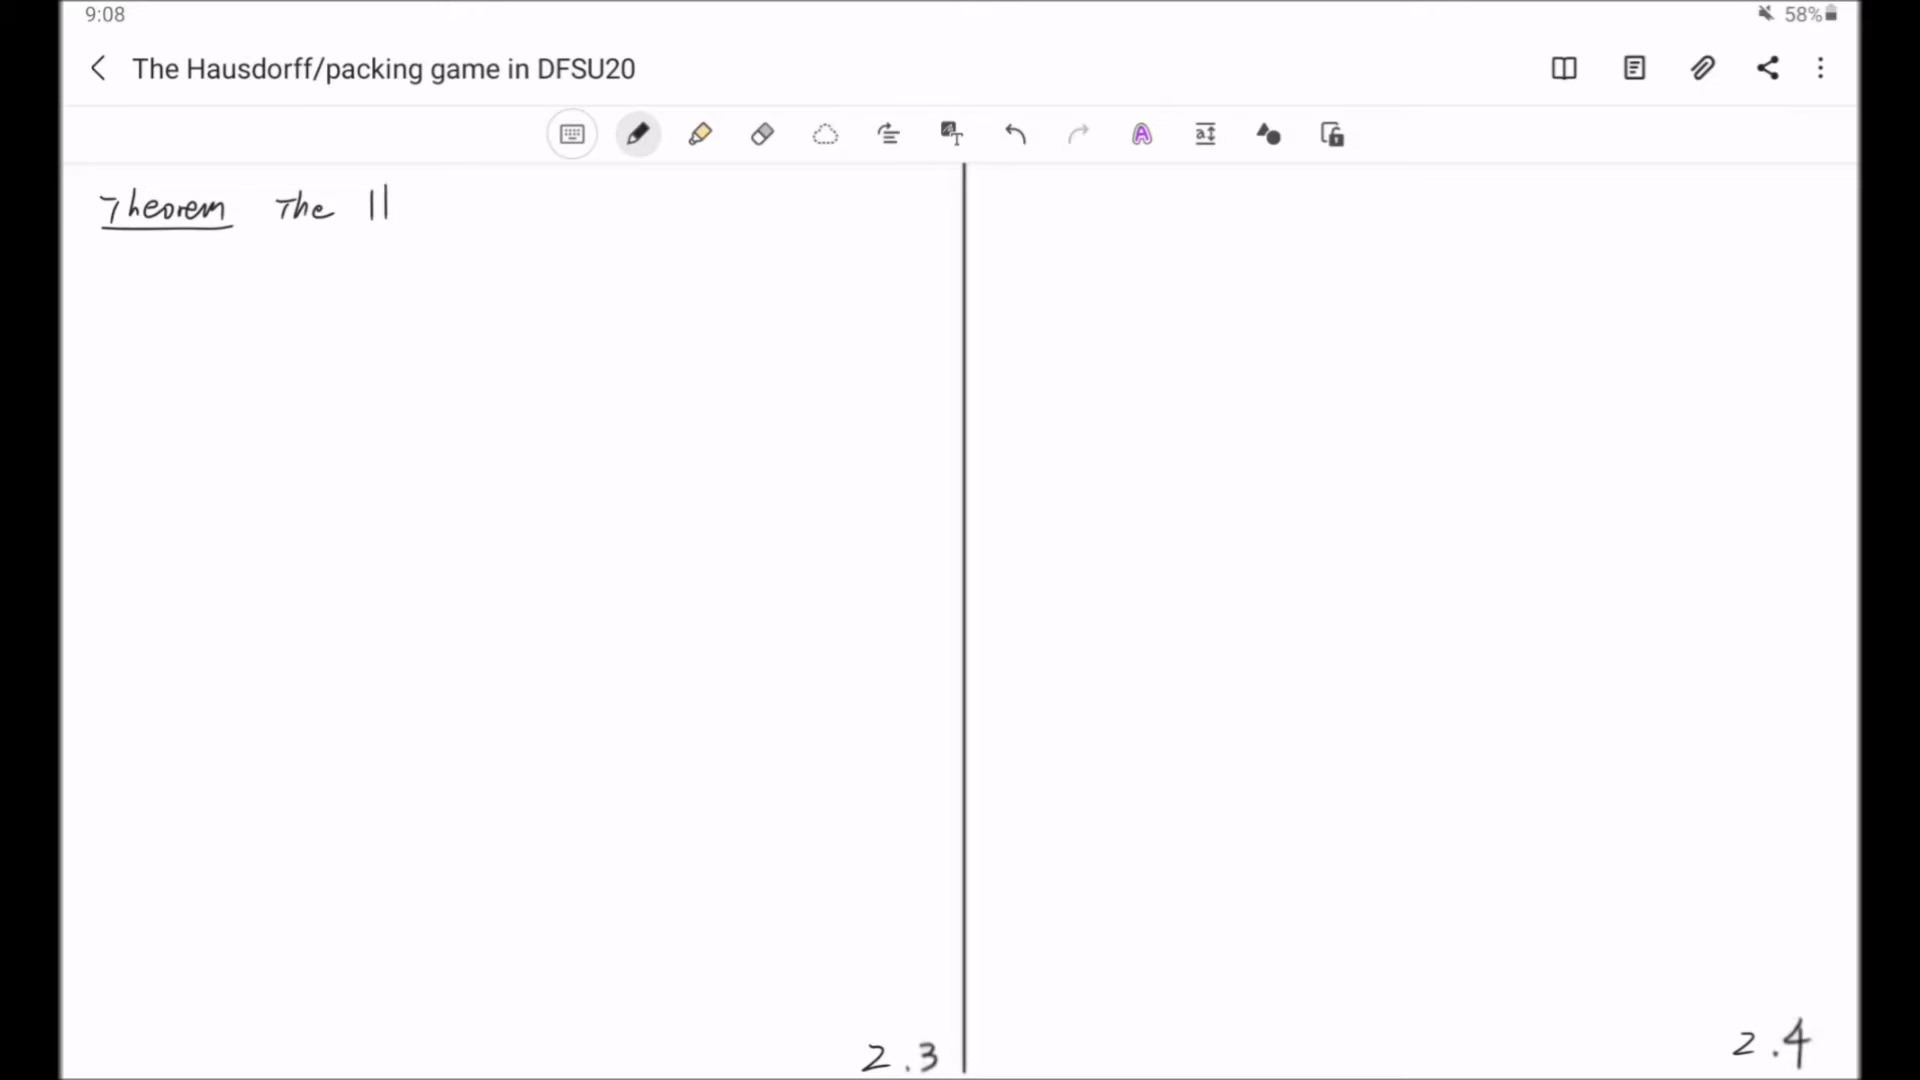 9:08
58%
The Hausdorff/packing game in DFSU20
Theorem The ||
2.3
2.4